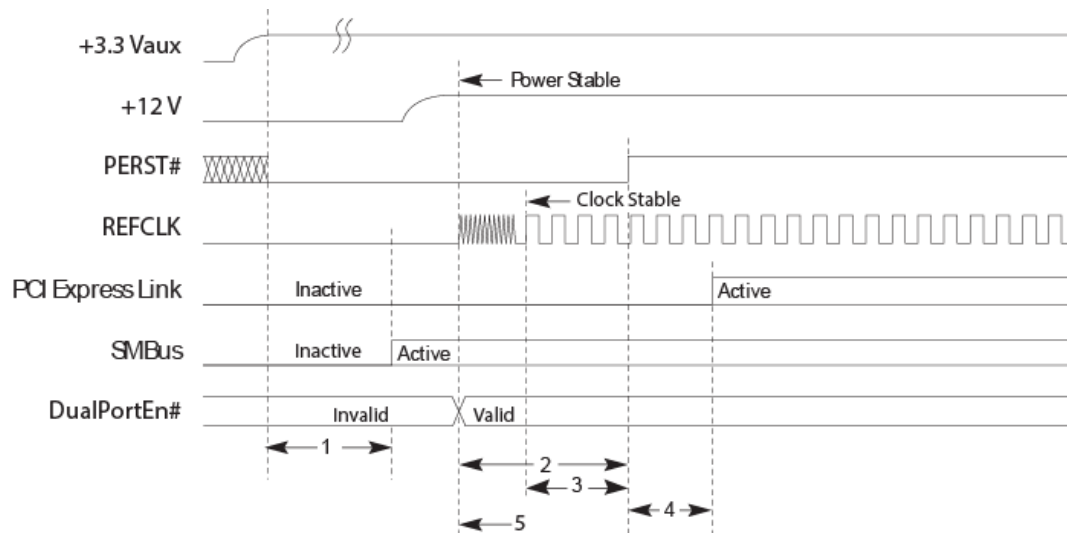 +3.3 Vaux
Power Stable
+12 V
PERST#
Clock Stable
REFCLK
PCI Express Link
Inactive
Active
SMBus
Inactive
Active
DualPortEn#
Invalid
Valid
1
2
3
4
5